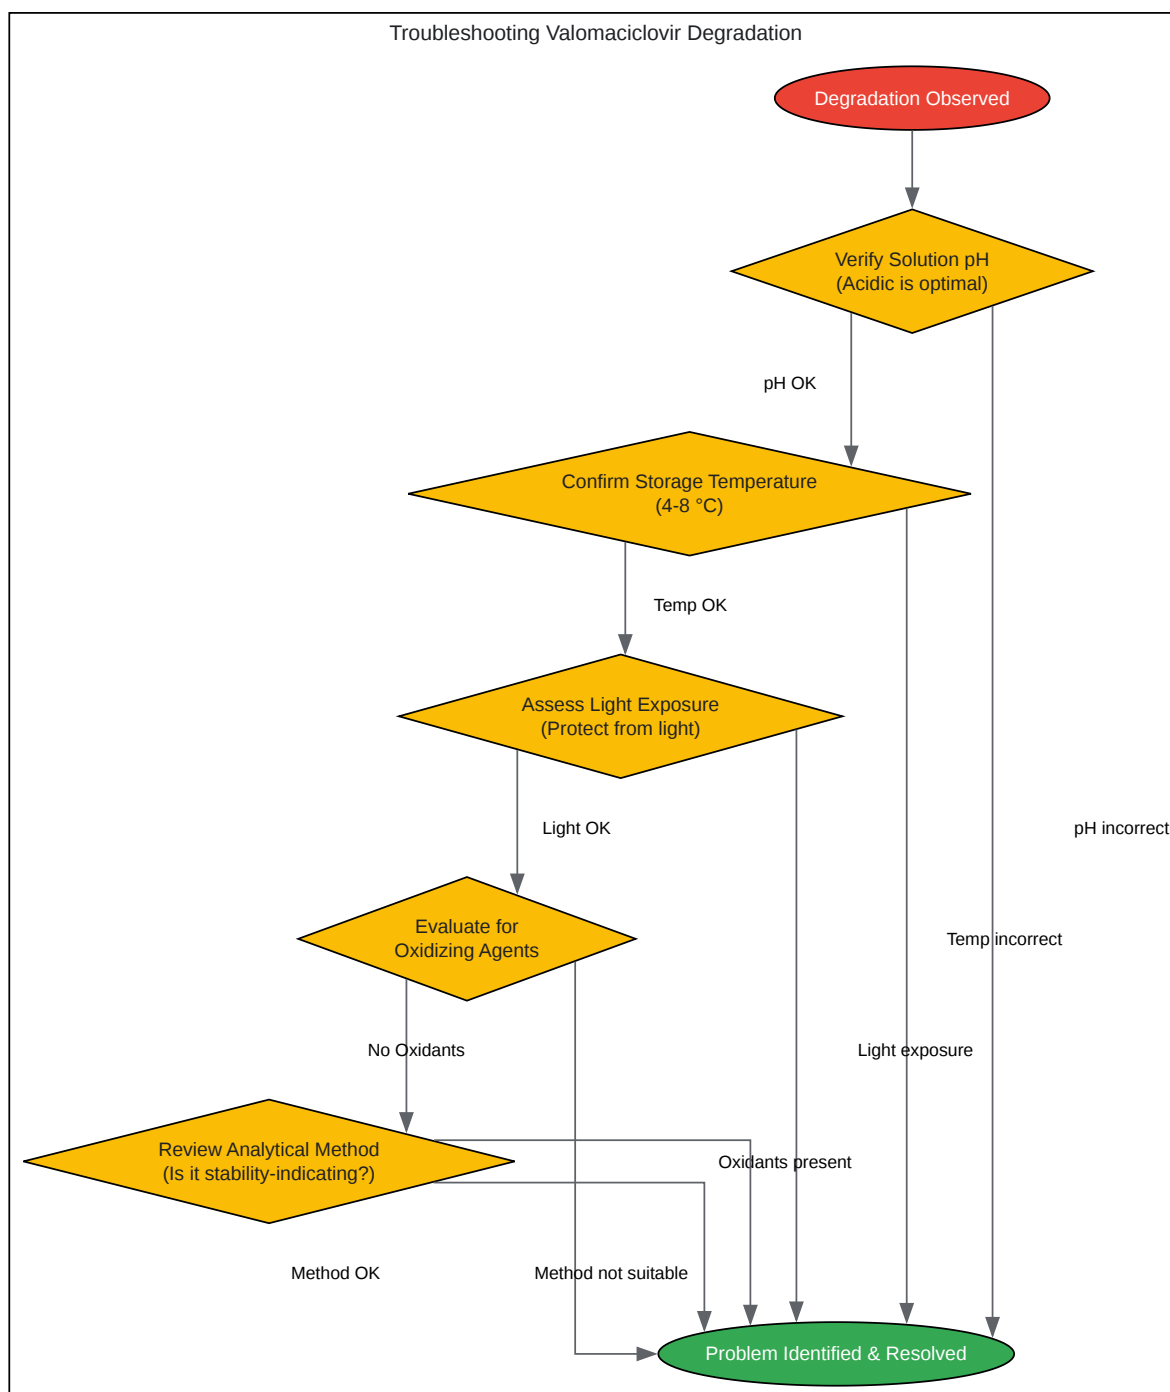 Troubleshooting Valomaciclovir Degradation
Degradation Observed
Verify Solution pH
(Acidic is optimal)
pH OK
Confirm Storage Temperature
(4-8 °C)
Temp OK
Assess Light Exposure
(Protect from light)
Light OK
pH incorrect
Evaluate for
Oxidizing Agents
Temp incorrect
No Oxidants
Light exposure
Review Analytical Method
(Is it stability-indicating?)
Oxidants present
Method OK
Method not suitable
Problem Identified & Resolved